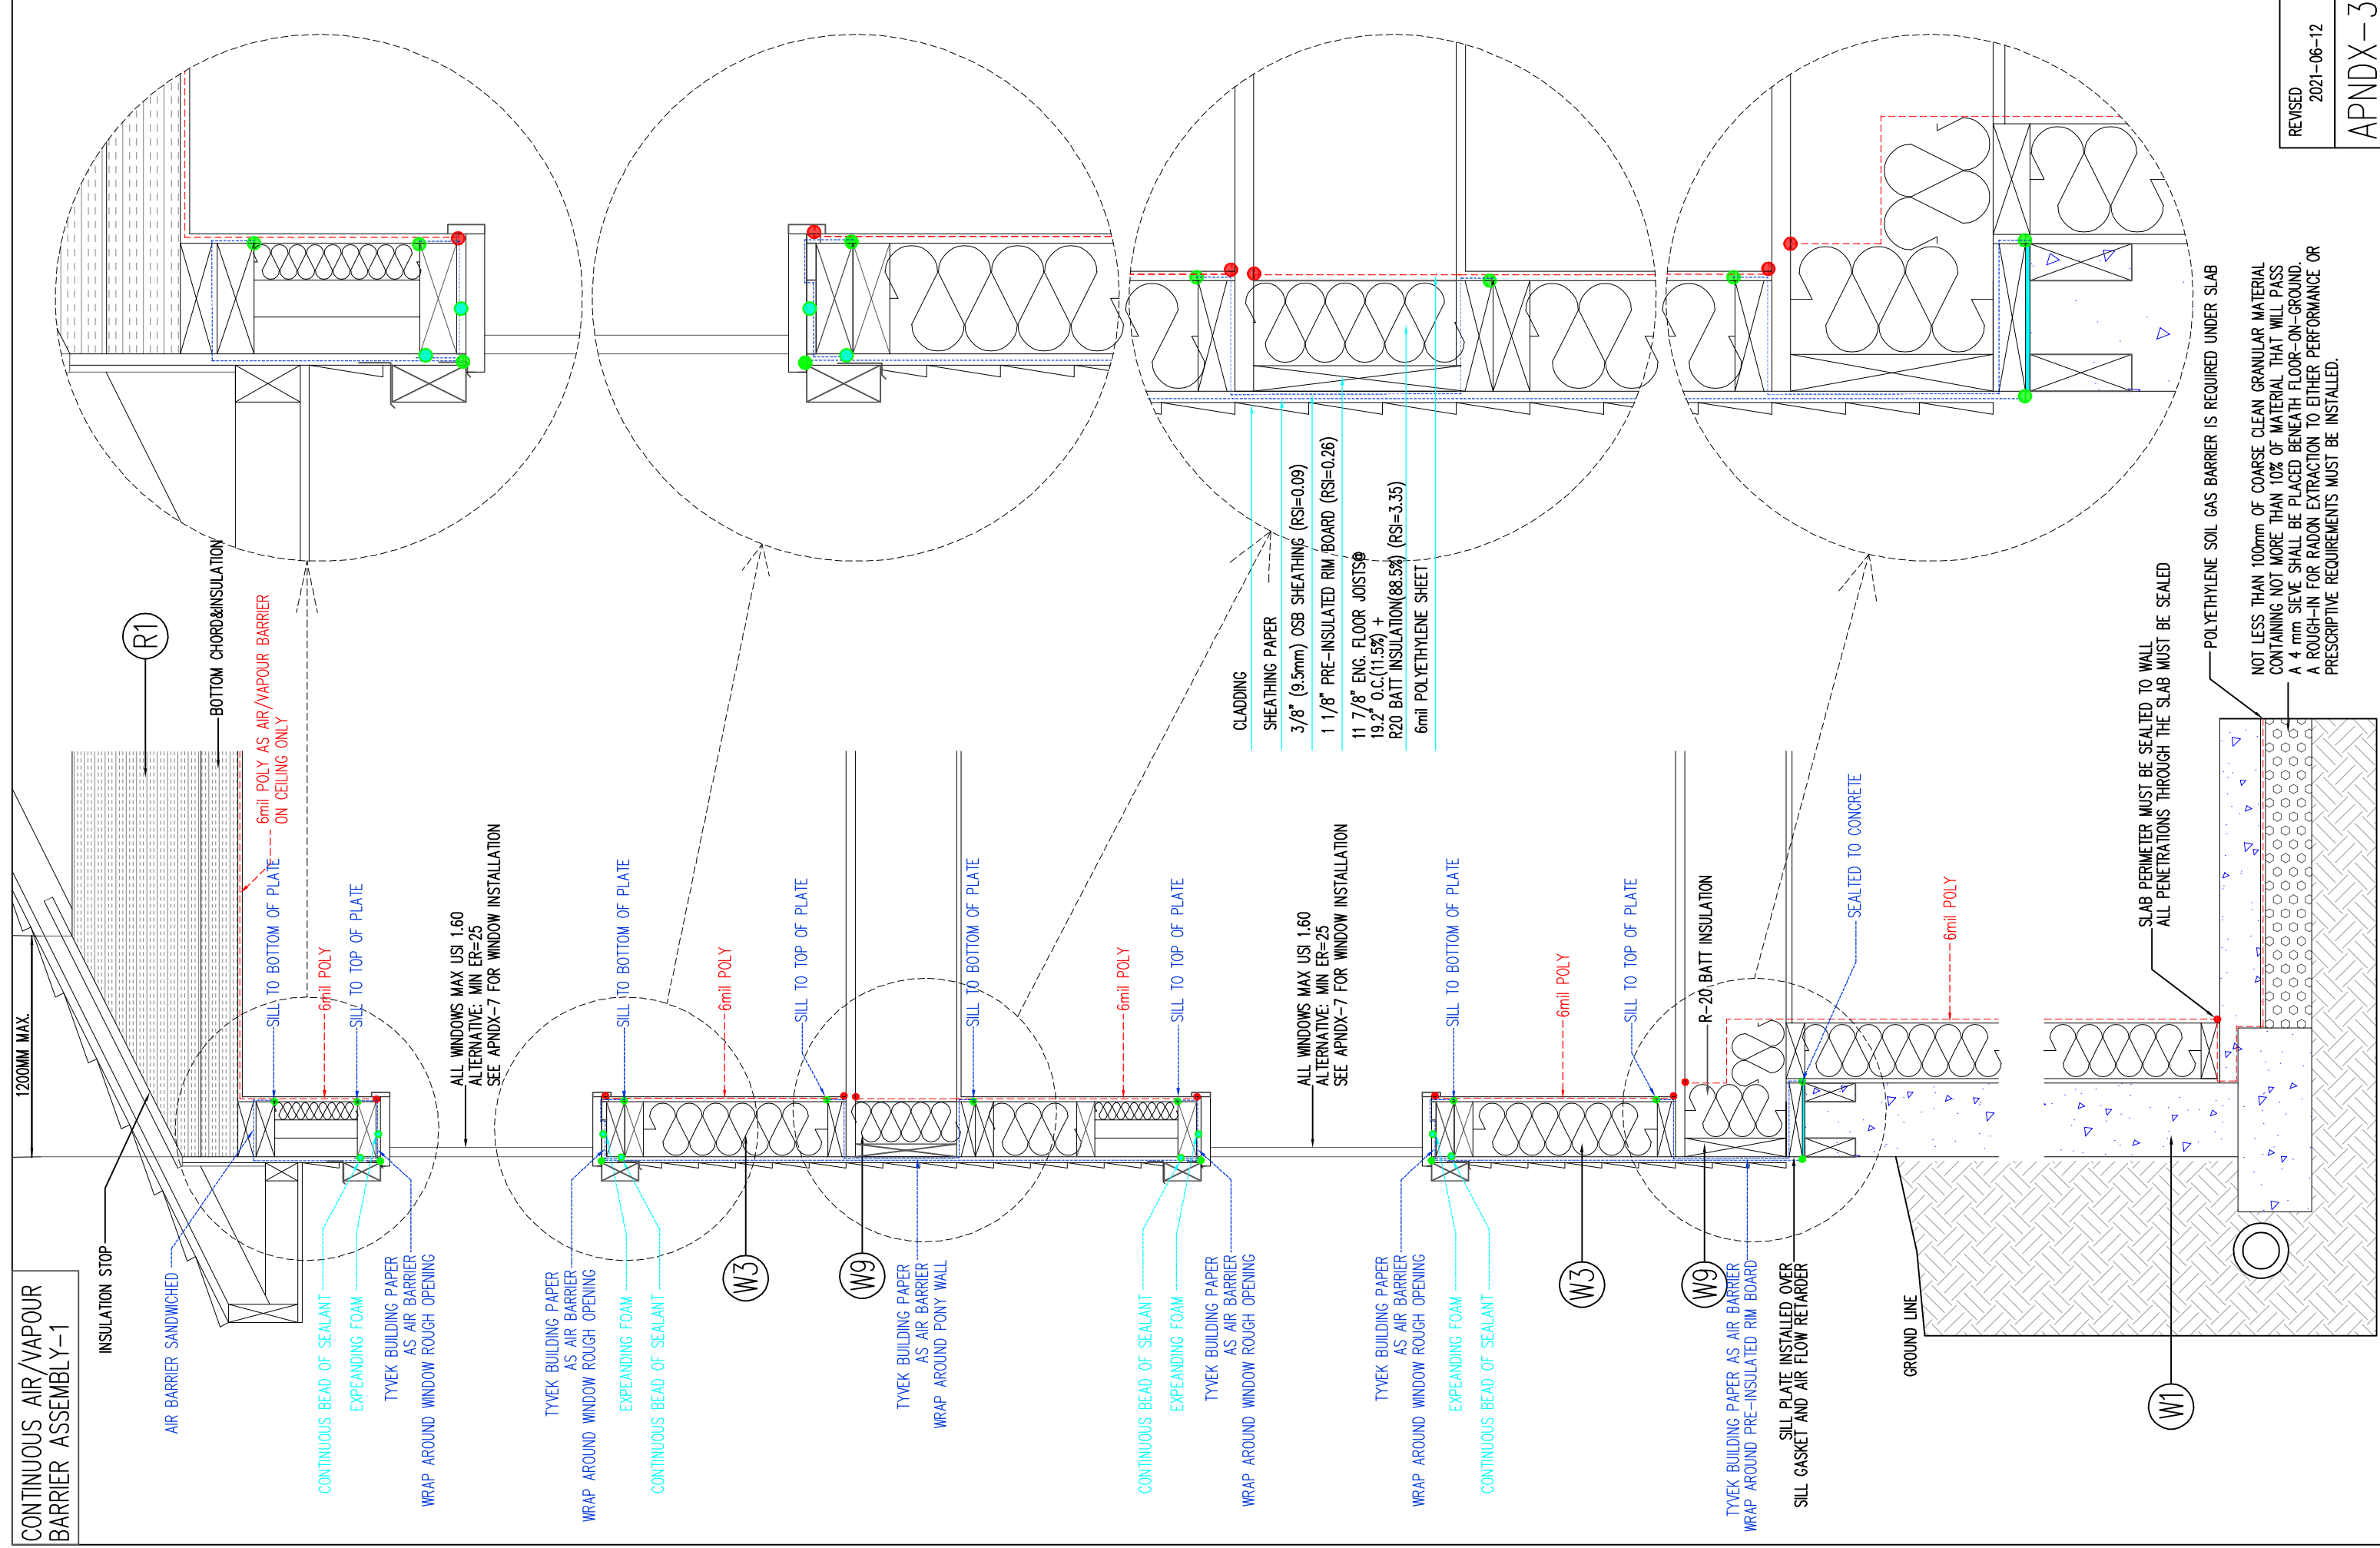 CONTINUOUS AIR/VAPOUR
BARRIER ASSEMBLY-1
1200MM MAX.
INSULATION STOP
R1
BOTTOM CHORD&INSULATION
6mil POLY AS AIR/VAPOUR BARRIER
ON CEILING ONLY
AIR BARRIER SANDWICHED
SILL TO BOTTOM OF PLATE
6mil POLY
SILL TO TOP OF PLATE
CONTINUOUS BEAD OF SEALANT
EXPEANDING FOAM
TYVEK BUILDING PAPER
AS AIR BARRIER
WRAP AROUND WINDOW ROUGH OPENING
ALL WINDOWS MAX USI 1.60
ALTERNATIVE: MIN ER=25
SEE APNDX-7 FOR WINDOW INSTALLATION
TYVEK BUILDING PAPER
AS AIR BARRIER
WRAP AROUND WINDOW ROUGH OPENING
EXPEANDING FOAM
CONTINUOUS BEAD OF SEALANT
SILL TO BOTTOM OF PLATE
6mil POLY
SILL TO TOP OF PLATE
W3
W9
TYVEK BUILDING PAPER
AS AIR BARRIER
WRAP AROUND PONY WALL
SILL TO BOTTOM OF PLATE
6mil POLY
SILL TO TOP OF PLATE
CONTINUOUS BEAD OF SEALANT
EXPEANDING FOAM
TYVEK BUILDING PAPER
AS AIR BARRIER
WRAP AROUND WINDOW ROUGH OPENING
CLADDING
SHEATHING PAPER
3/8" (9.5mm) OSB SHEATHING (RSI=0.09)
1 1/8" PRE-INSULATED RIM BOARD (RSI=0.26)
11 7/8" ENG. FLOOR JOISTS@
19.2" O.C.(11.5%) +
R20 BATT INSULATION(88.5%) (RSI=3.35)
6mil POLYETHYLENE SHEET
ALL WINDOWS MAX USI 1.60
ALTERNATIVE: MIN ER=25
SEE APNDX-7 FOR WINDOW INSTALLATION
TYVEK BUILDING PAPER
AS AIR BARRIER
WRAP AROUND WINDOW ROUGH OPENING
EXPEANDING FOAM
CONTINUOUS BEAD OF SEALANT
SILL TO BOTTOM OF PLATE
6mil POLY
SILL TO TOP OF PLATE
W3
W9
R-20 BATT INSULATION
TYVEK BUILDING PAPER AS AIR BARRIER
WRAP AROUND PRE-INSULATED RIM BOARD
SILL PLATE INSTALLED OVER
SILL GASKET AND AIR FLOW RETARDER
SEALTED TO CONCRETE
GROUND LINE
6mil POLY
W1
SLAB PERIMETER MUST BE SEALTED TO WALL
ALL PENETRATIONS THROUGH THE SLAB MUST BE SEALED
POLYETHYLENE SOIL GAS BARRIER IS REQUIRED UNDER SLAB
NOT LESS THAN 100mm OF COARSE CLEAN GRANULAR MATERIAL
CONTAINING NOT MORE THAN 10% OF MATERIAL THAT WILL PASS
A 4 mm SIEVE SHALL BE PLACED BENEATH FLOOR-ON-GROUND.
A ROUGH-IN FOR RADON EXTRACTION TO EITHER PERFORMANCE OR
PRESCRIPTIVE REQUIREMENTS MUST BE INSTALLED.
REVISED
2021-06-12
APNDX-3